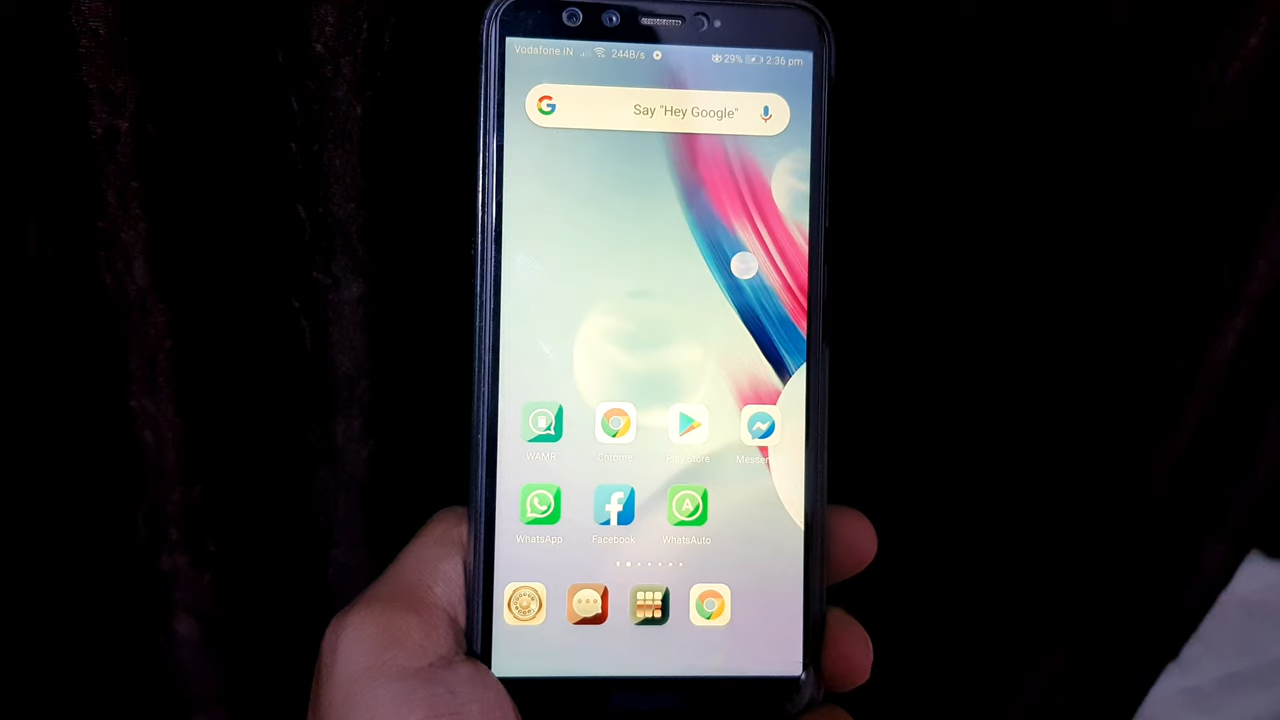 Vodafone IN 244B/s 29% 2:36 pm
Say "Hey Google"
WAMR Chrome Play Store Messen
WhatsApp Facebook WhatsAuto